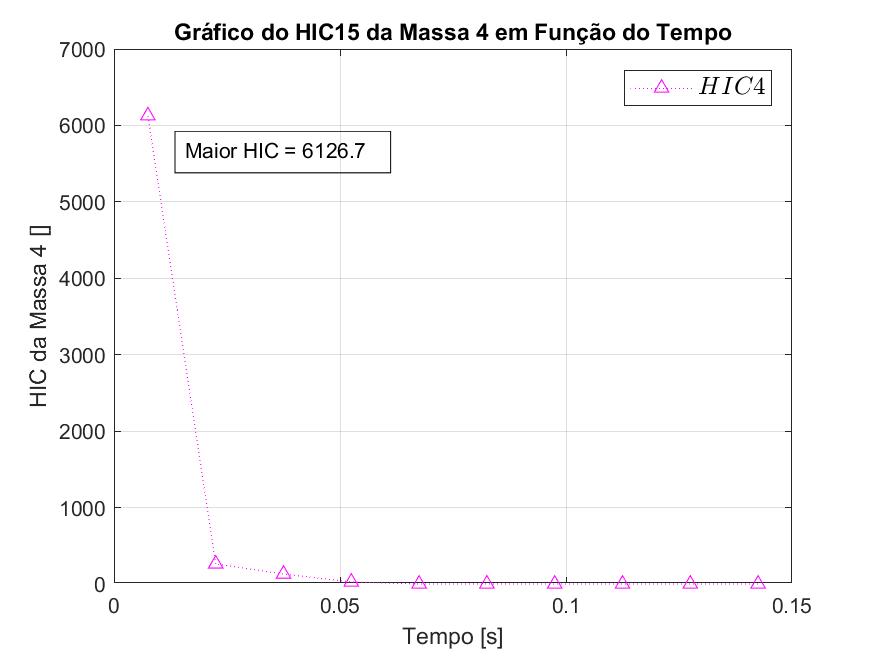 Gráfico do HIC15 da Massa 4 em Função do Tempo
7000
HIC4
6000
Maior HIC = 6126.7
5000
4000
3000
2000
1000
0
HIC da Massa 4 []
0
0.05
0.1
0.15
Tempo [s]